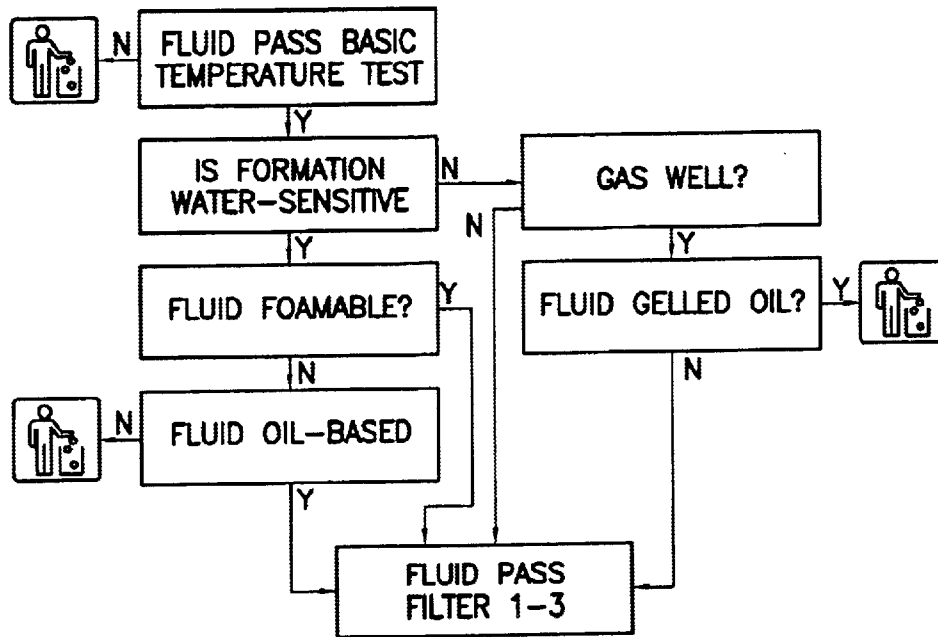 N
FLUID PASS BASIC
TEMPERATURE TEST
Y
IS FORMATION
WATER-SENSITIVE
N
GAS WELL?
N
Y
Y
FLUID FOAMABLE?
Y
FLUID GELLED OIL?
Y
N
N
N
FLUID OIL-BASED
Y
FLUID PASS
FILTER 1-3